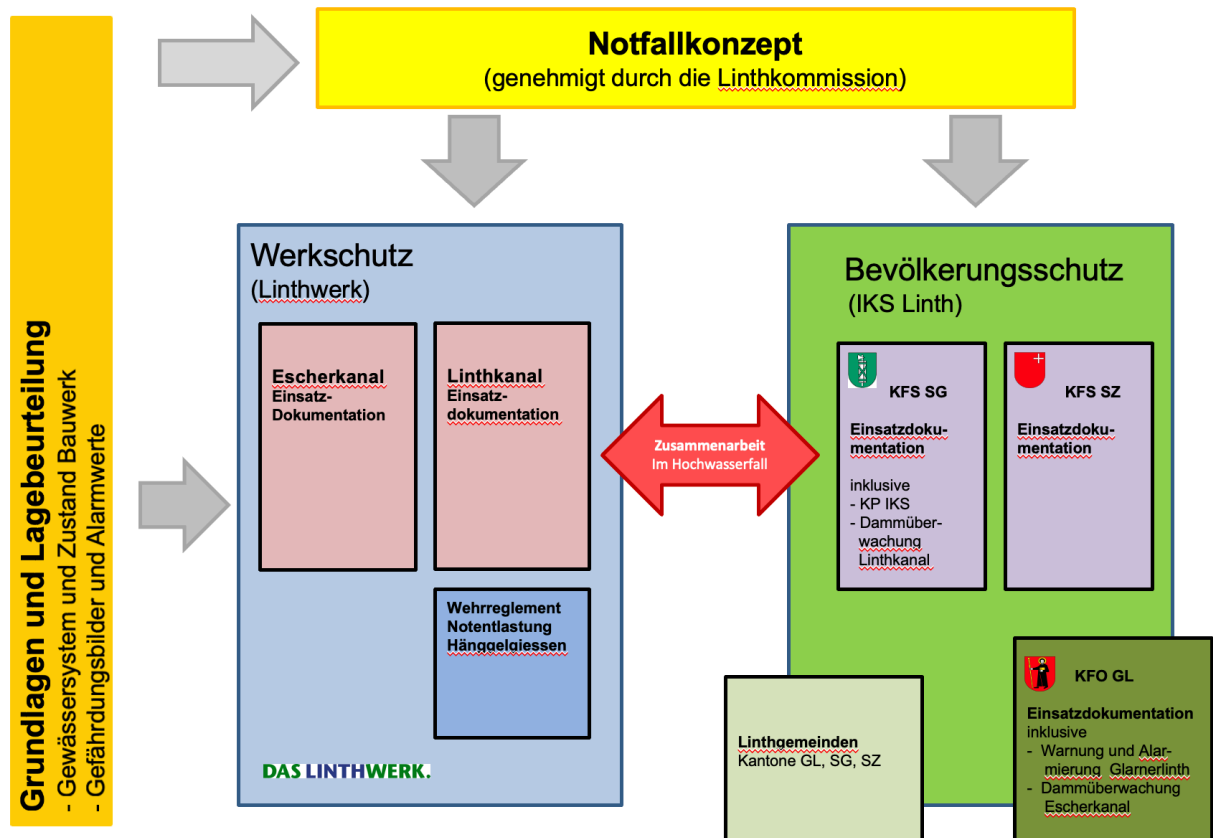 Notfallkonzept
(genehmigt durch die Linthkommission)
Grundlagen und Lagebeurteilung
- Gewässersystem und Zustand Bauwerk
- Gefährdungsbilder und Alarmwerte
Werkschutz
(Linthwerk)
Escherkanal
Einsatz-
Dokumentation
Linthkanal
Einsatz-
dokumentation
Wehrreglement
Notentlastung
Hänggelgiessen
DAS LINTHWERK.
Zusammenarbeit
Im Hochwasserfall
Bevölkerungsschutz
(IKS Linth)
KFS SG
Einsatzdoku-
mentation
inklusive
- KP IKS
- Dammüber-
wachung
Linthkanal
KFS SZ
Einsatzdoku-
mentation
Linthgemeinden
Kantone GL, SG, SZ
KFO GL
Einsatzdokumentation
inklusive
- Warnung und Alar-
mierung Glarnerlinth
- Dammüberwachung
Escherkanal